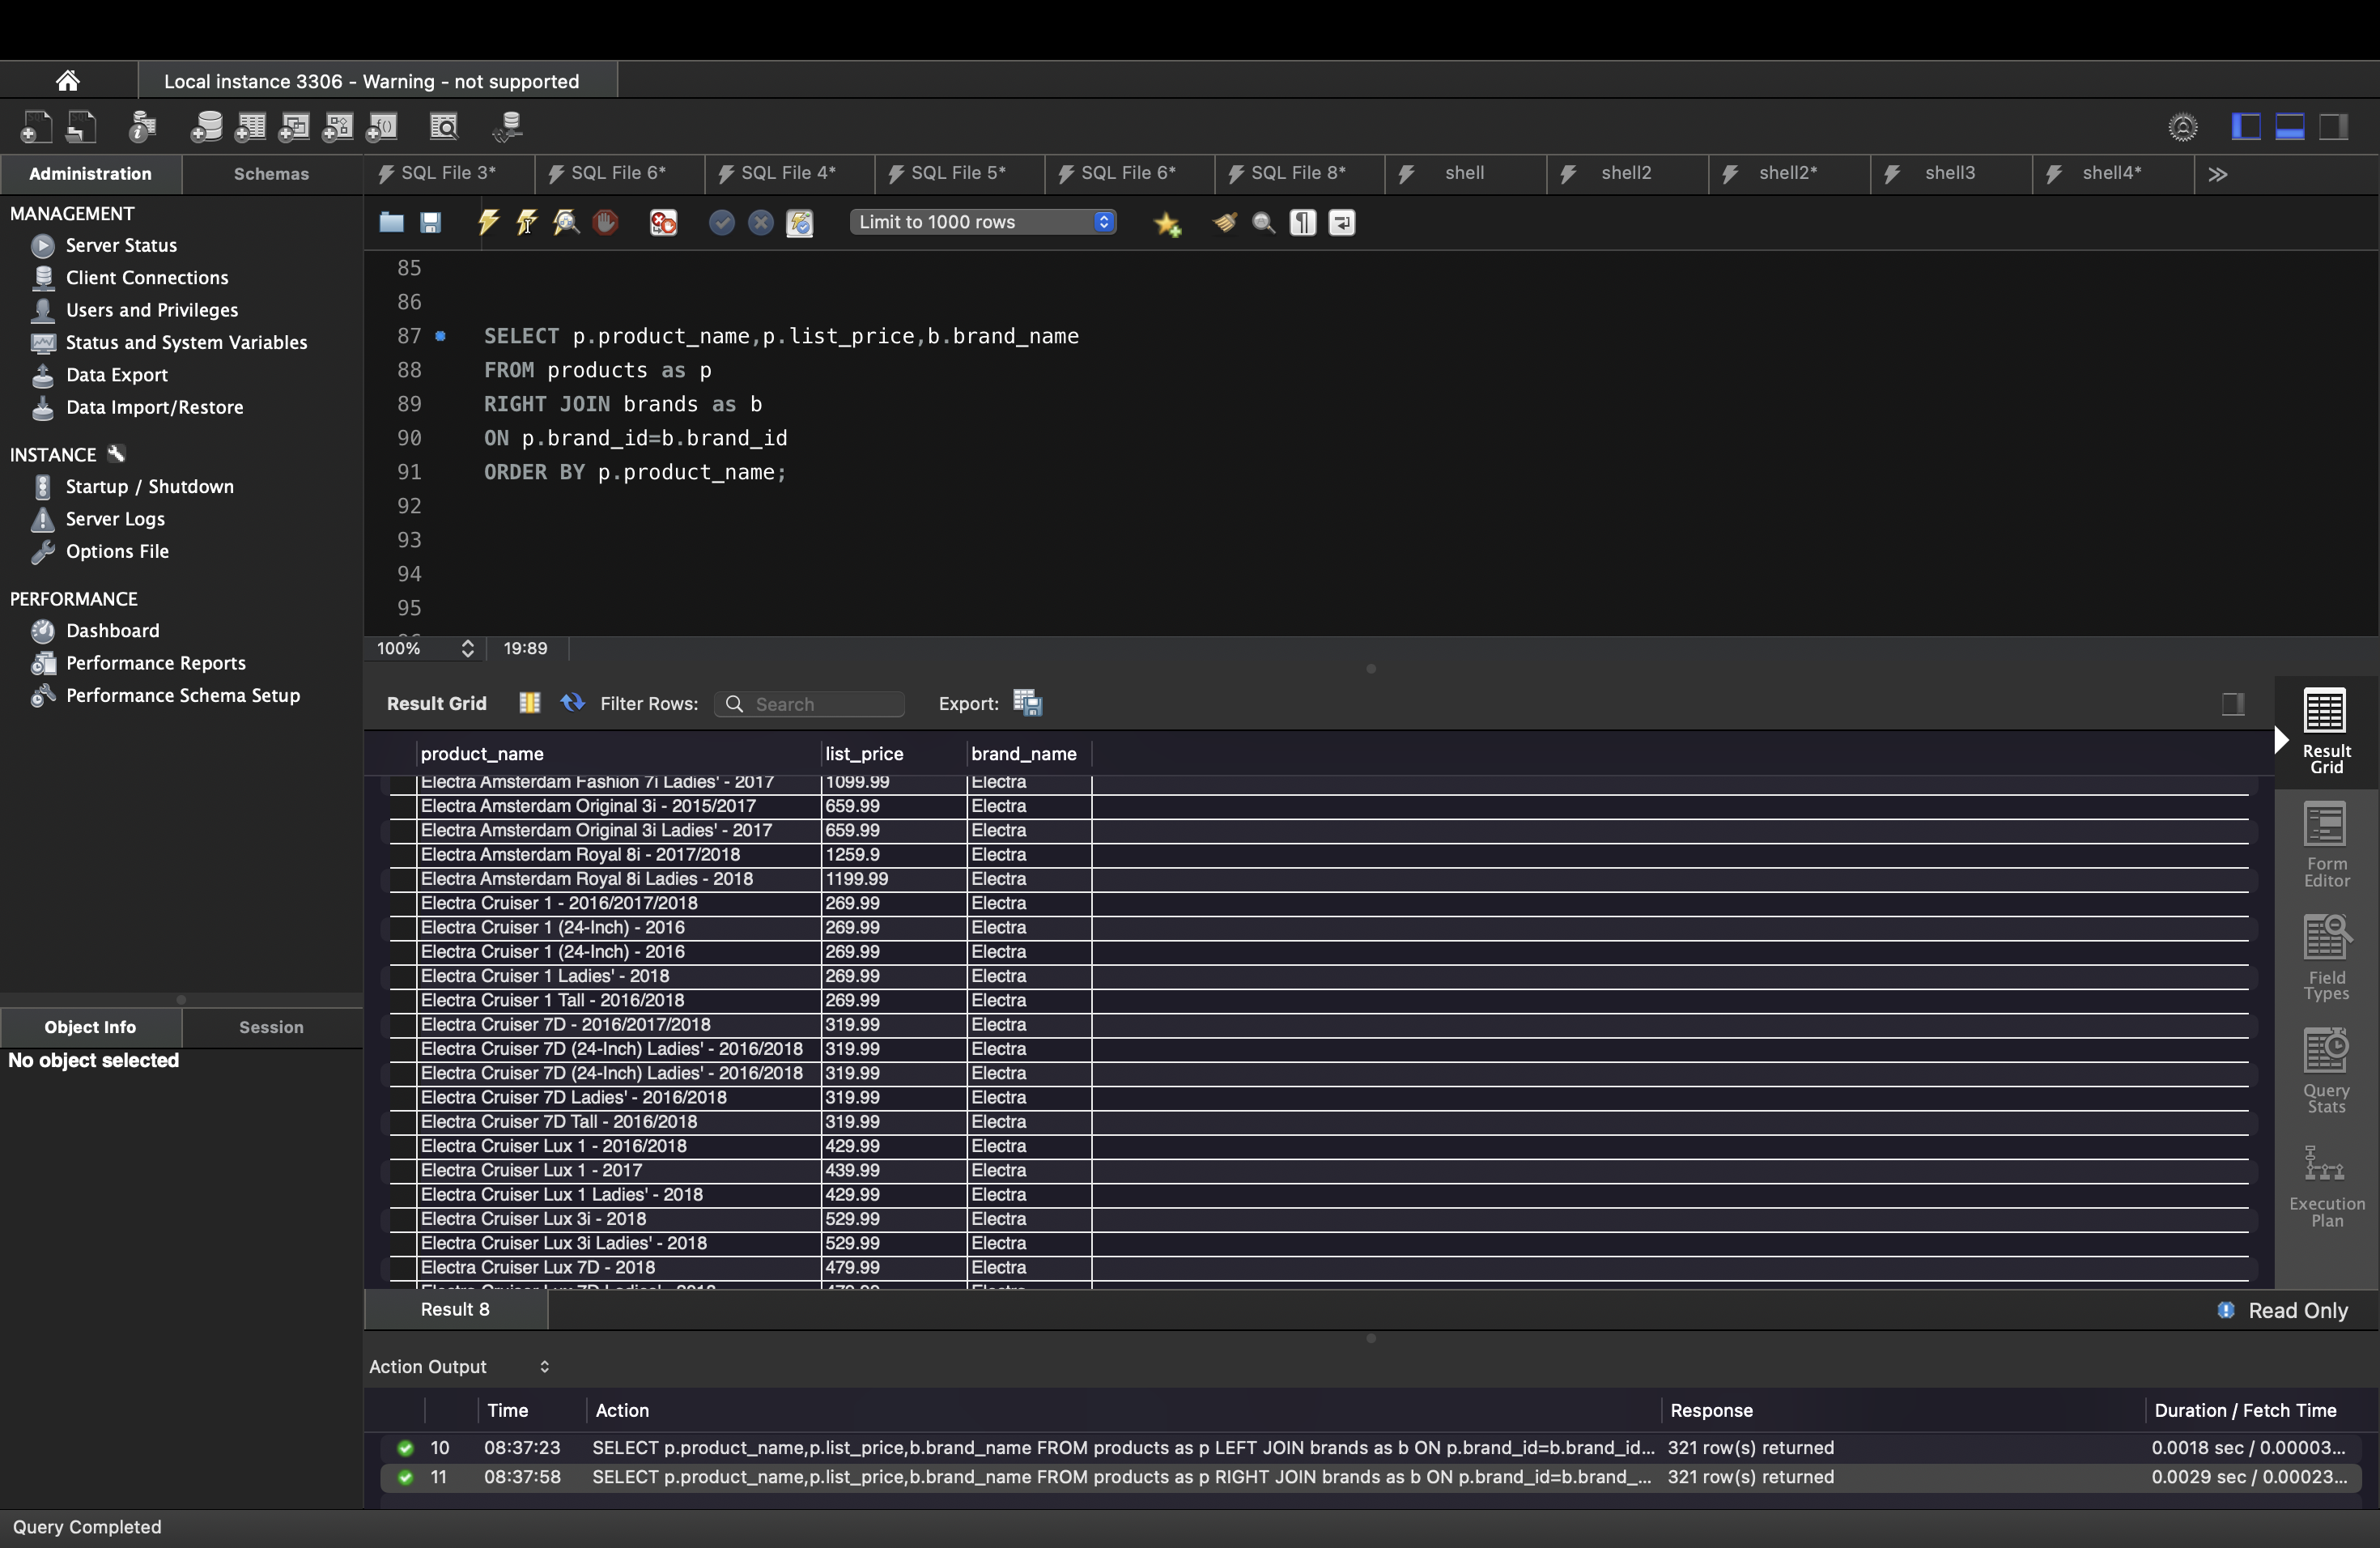 Local instance 3306 - Warning - not supported
Administration
Schemas
SQL File 3*
SQL File 6*
SQL File 4*
SQL File 5*
SQL File 6*
SQL File 8*
shell
shell2
shell2*
shell3
shell4*
MANAGEMENT
Server Status
Client Connections
Users and Privileges
Status and System Variables
Data Export
Data Import/Restore
INSTANCE
Startup / Shutdown
Server Logs
Options File
PERFORMANCE
Dashboard
Performance Reports
Performance Schema Setup
Object Info
Session
No object selected
Limit to 1000 rows
85
86
87 SELECT p.product_name,p.list_price,b.brand_name
88 FROM products as p
89 RIGHT JOIN brands as b
90 ON p.brand_id=b.brand_id
91 ORDER BY p.product_name;
92
93
94
95
100%
19:89
Result Grid
Filter Rows:
Search
Export:
product_name list_price brand_name
Electra Amsterdam Fashion 7i Ladies' - 2017 1099.99 Electra
Electra Amsterdam Original 3i - 2015/2017 659.99 Electra
Electra Amsterdam Original 3i Ladies' - 2017 659.99 Electra
Electra Amsterdam Royal 8i - 2017/2018 1259.9 Electra
Electra Amsterdam Royal 8i Ladies - 2018 1199.99 Electra
Electra Cruiser 1 - 2016/2017/2018 269.99 Electra
Electra Cruiser 1 (24-Inch) - 2016 269.99 Electra
Electra Cruiser 1 (24-Inch) - 2016 269.99 Electra
Electra Cruiser 1 Ladies' - 2018 269.99 Electra
Electra Cruiser 1 Tall - 2016/2018 269.99 Electra
Electra Cruiser 7D - 2016/2017/2018 319.99 Electra
Electra Cruiser 7D (24-Inch) Ladies' - 2016/2018 319.99 Electra
Electra Cruiser 7D (24-Inch) Ladies' - 2016/2018 319.99 Electra
Electra Cruiser 7D Ladies' - 2016/2018 319.99 Electra
Electra Cruiser 7D Tall - 2016/2018 319.99 Electra
Electra Cruiser Lux 1 - 2016/2018 429.99 Electra
Electra Cruiser Lux 1 - 2017 439.99 Electra
Electra Cruiser Lux 1 Ladies' - 2018 429.99 Electra
Electra Cruiser Lux 3i - 2018 529.99 Electra
Electra Cruiser Lux 3i Ladies' - 2018 529.99 Electra
Electra Cruiser Lux 7D - 2018 479.99 Electra
Result
Grid
Form
Editor
Field
Types
Query
Stats
Execution
Plan
Result 8
Read Only
Action Output
Time Action Response Duration / Fetch Time
10 08:37:23 SELECT p.product_name,p.list_price,b.brand_name FROM products as p LEFT JOIN brands as b ON p.brand_id=b.brand_id... 321 row(s) returned 0.0018 sec / 0.00003...
11 08:37:58 SELECT p.product_name,p.list_price,b.brand_name FROM products as p RIGHT JOIN brands as b ON p.brand_id=b.brand_... 321 row(s) returned 0.0029 sec / 0.00023...
Query Completed